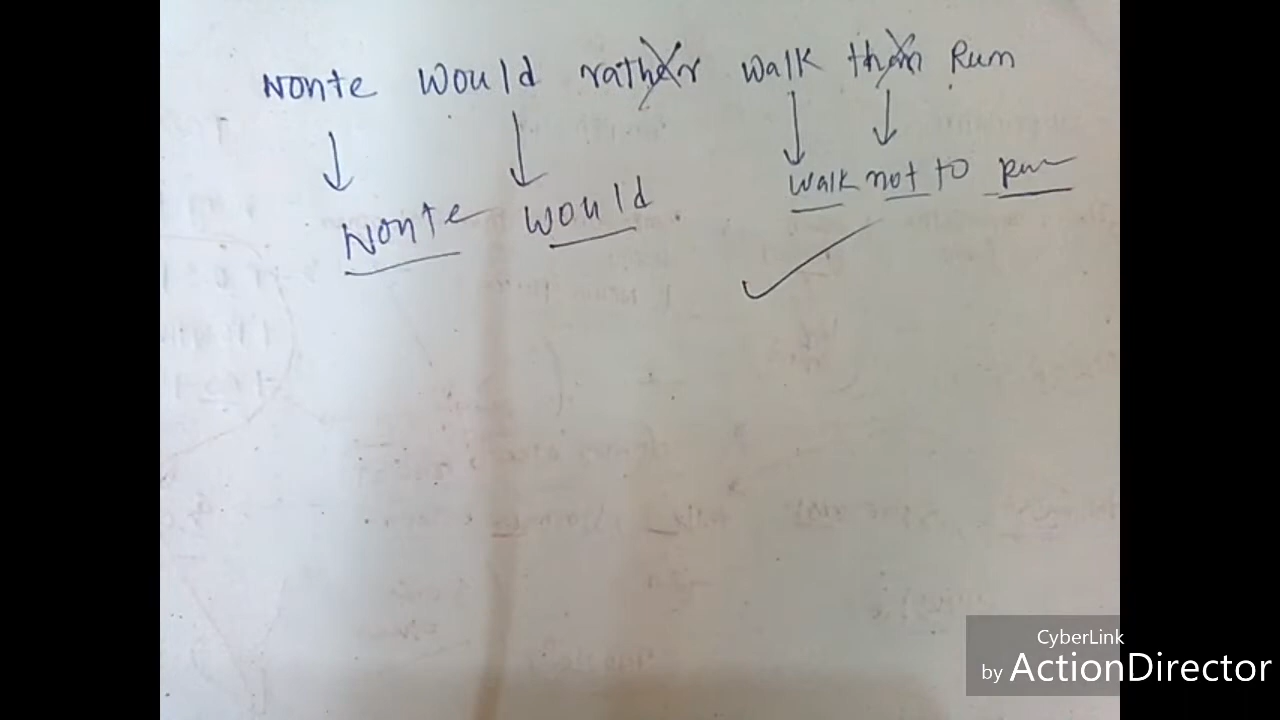 Nonte would rather walk than Run
Nonte would. walk not to Run
CyberLink
by ActionDirector